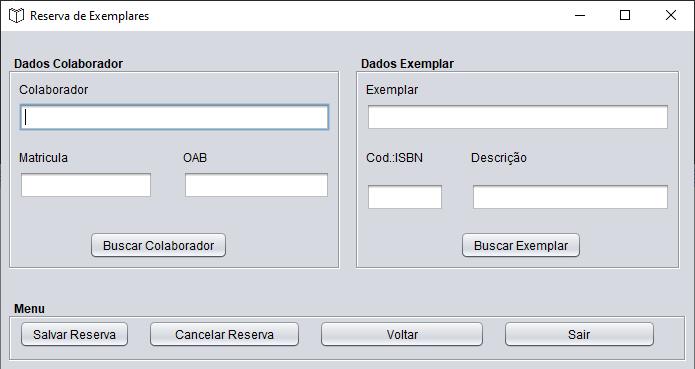 Reserva de Exemplares
Dados Colaborador
Colaborador
Matricula
OAB
Buscar Colaborador
Dados Exemplar
Exemplar
Cod.:ISBN
Descrição
Buscar Exemplar
Menu
Salvar Reserva
Cancelar Reserva
Voltar
Sair